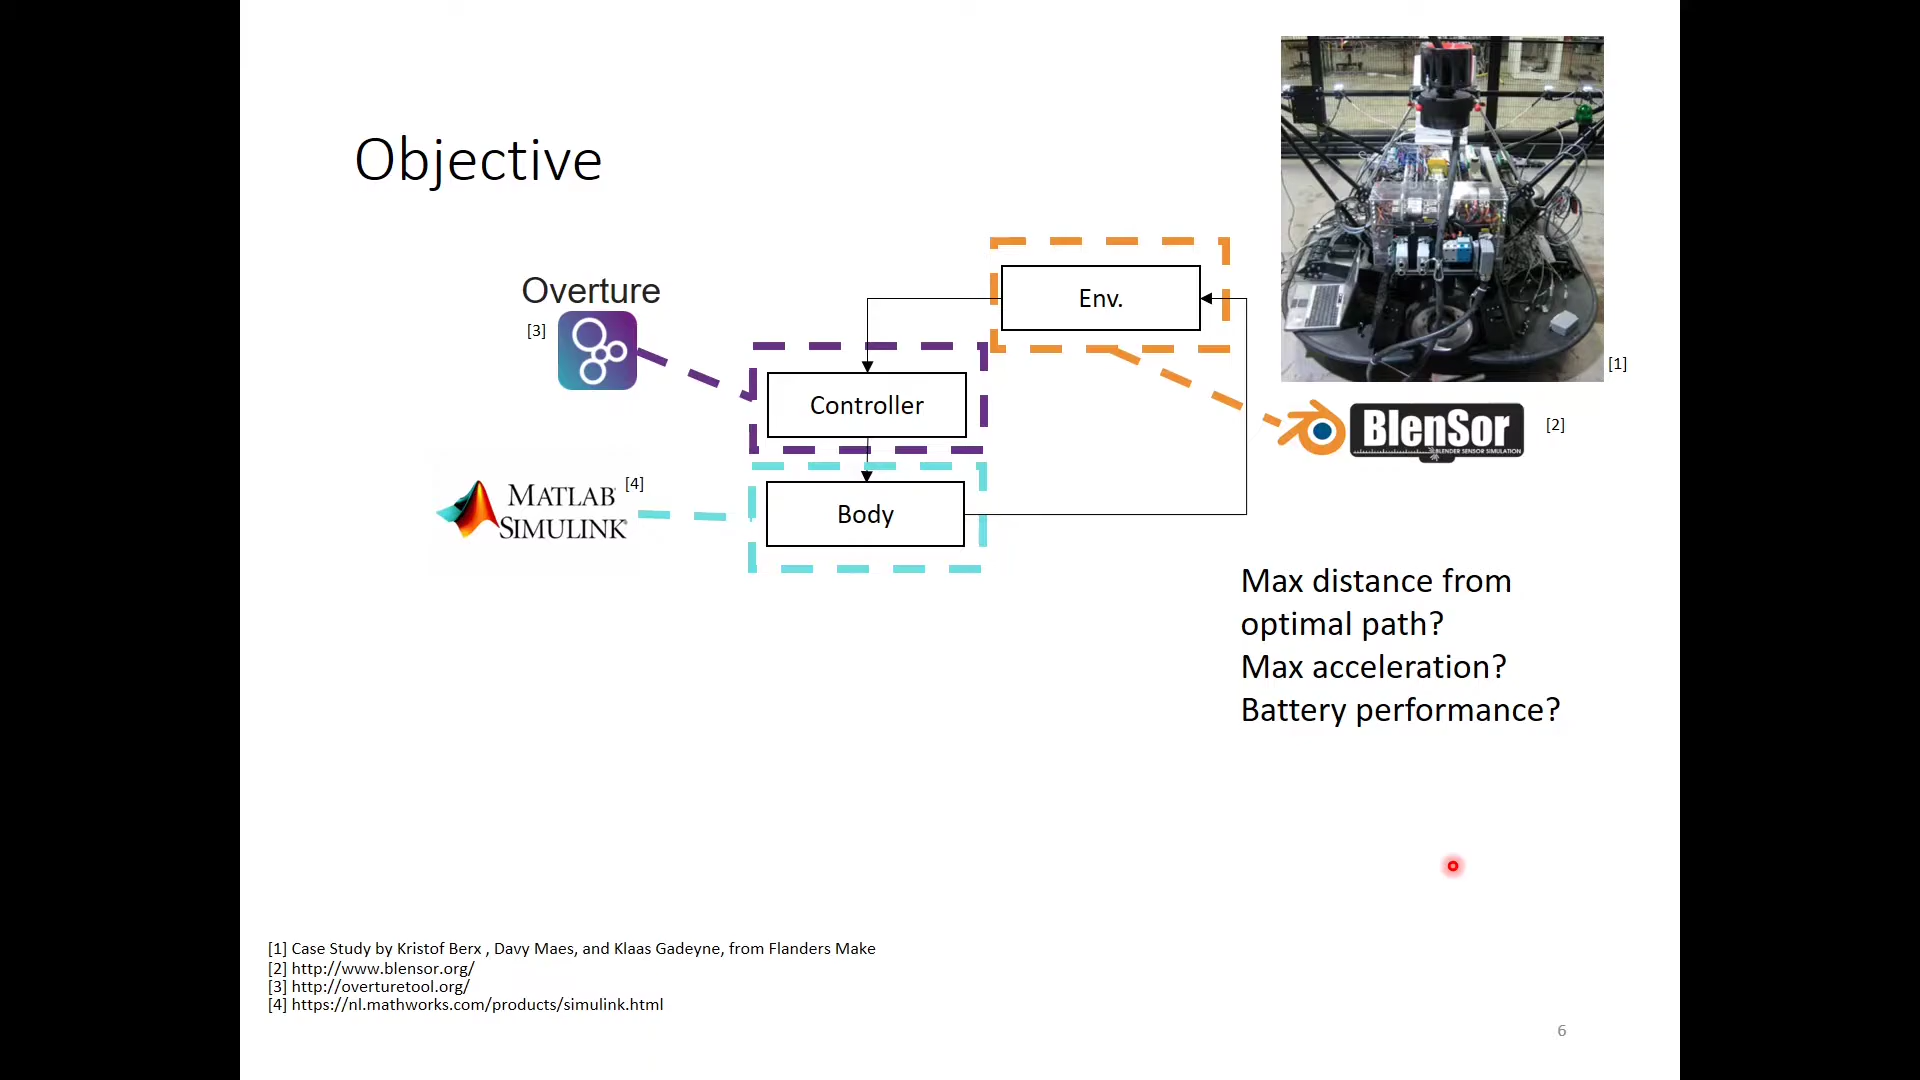 Objective
Overture
[3]
Env.
[1]
Controller
BlenSor
BLENDER SENSOR SIMULATION
[2]
MATLAB
SIMULINK®
[4]
Body
Max distance from
optimal path?
Max acceleration?
Battery performance?
[1] Case Study by Kristof Berx , Davy Maes, and Klaas Gadeyne, from Flanders Make
[2] http://www.blensor.org/
[3] http://overturetool.org/
[4] https://nl.mathworks.com/products/simulink.html
6